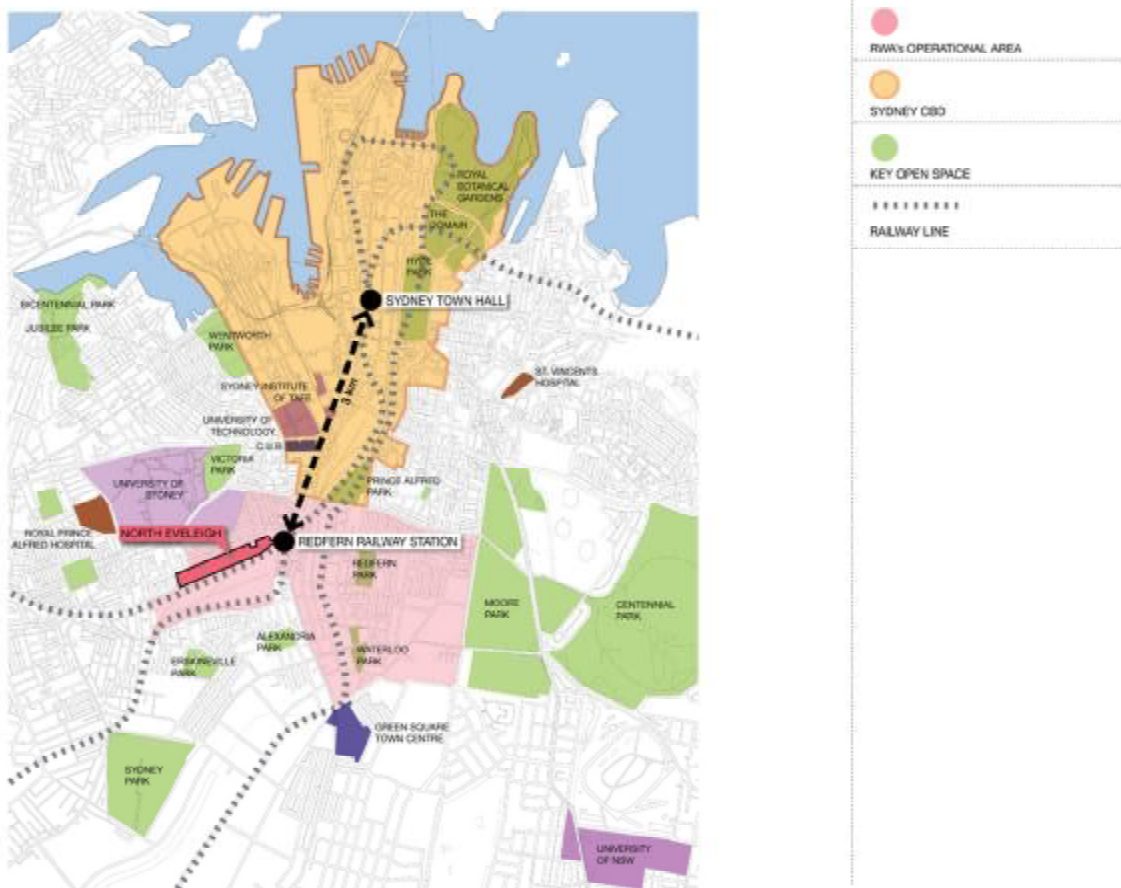 RWA's OPERATIONAL AREA
SYDNEY CBD
KEY OPEN SPACE
RAILWAY LINE
ROYAL
BOTANICAL
GARDENS
THE
DOMAIN
HYDE
PARK
SYDNEY TOWN HALL
BICENTENNIAL PARK
JUBILEE PARK
WENTWORTH
PARK
3 km
ST. VINCENTS
HOSPITAL
SYDNEY INSTITUTE
OF TAFE
UNIVERSITY OF
TECHNOLOGY
C.U.B.
VICTORIA
PARK
PRINCE ALFRED
PARK
UNIVERSITY OF
SYDNEY
ROYAL PRINCE
ALFRED HOSPITAL
NORTH EVELEIGH
REDFERN RAILWAY STATION
REDFERN
PARK
MOORE
PARK
CENTENNIAL
PARK
ALEXANDRIA
PARK
WATERLOO
PARK
ERSKINEVILLE
PARK
GREEN SQUARE
TOWN CENTRE
SYDNEY
PARK
UNIVERSITY
OF NSW